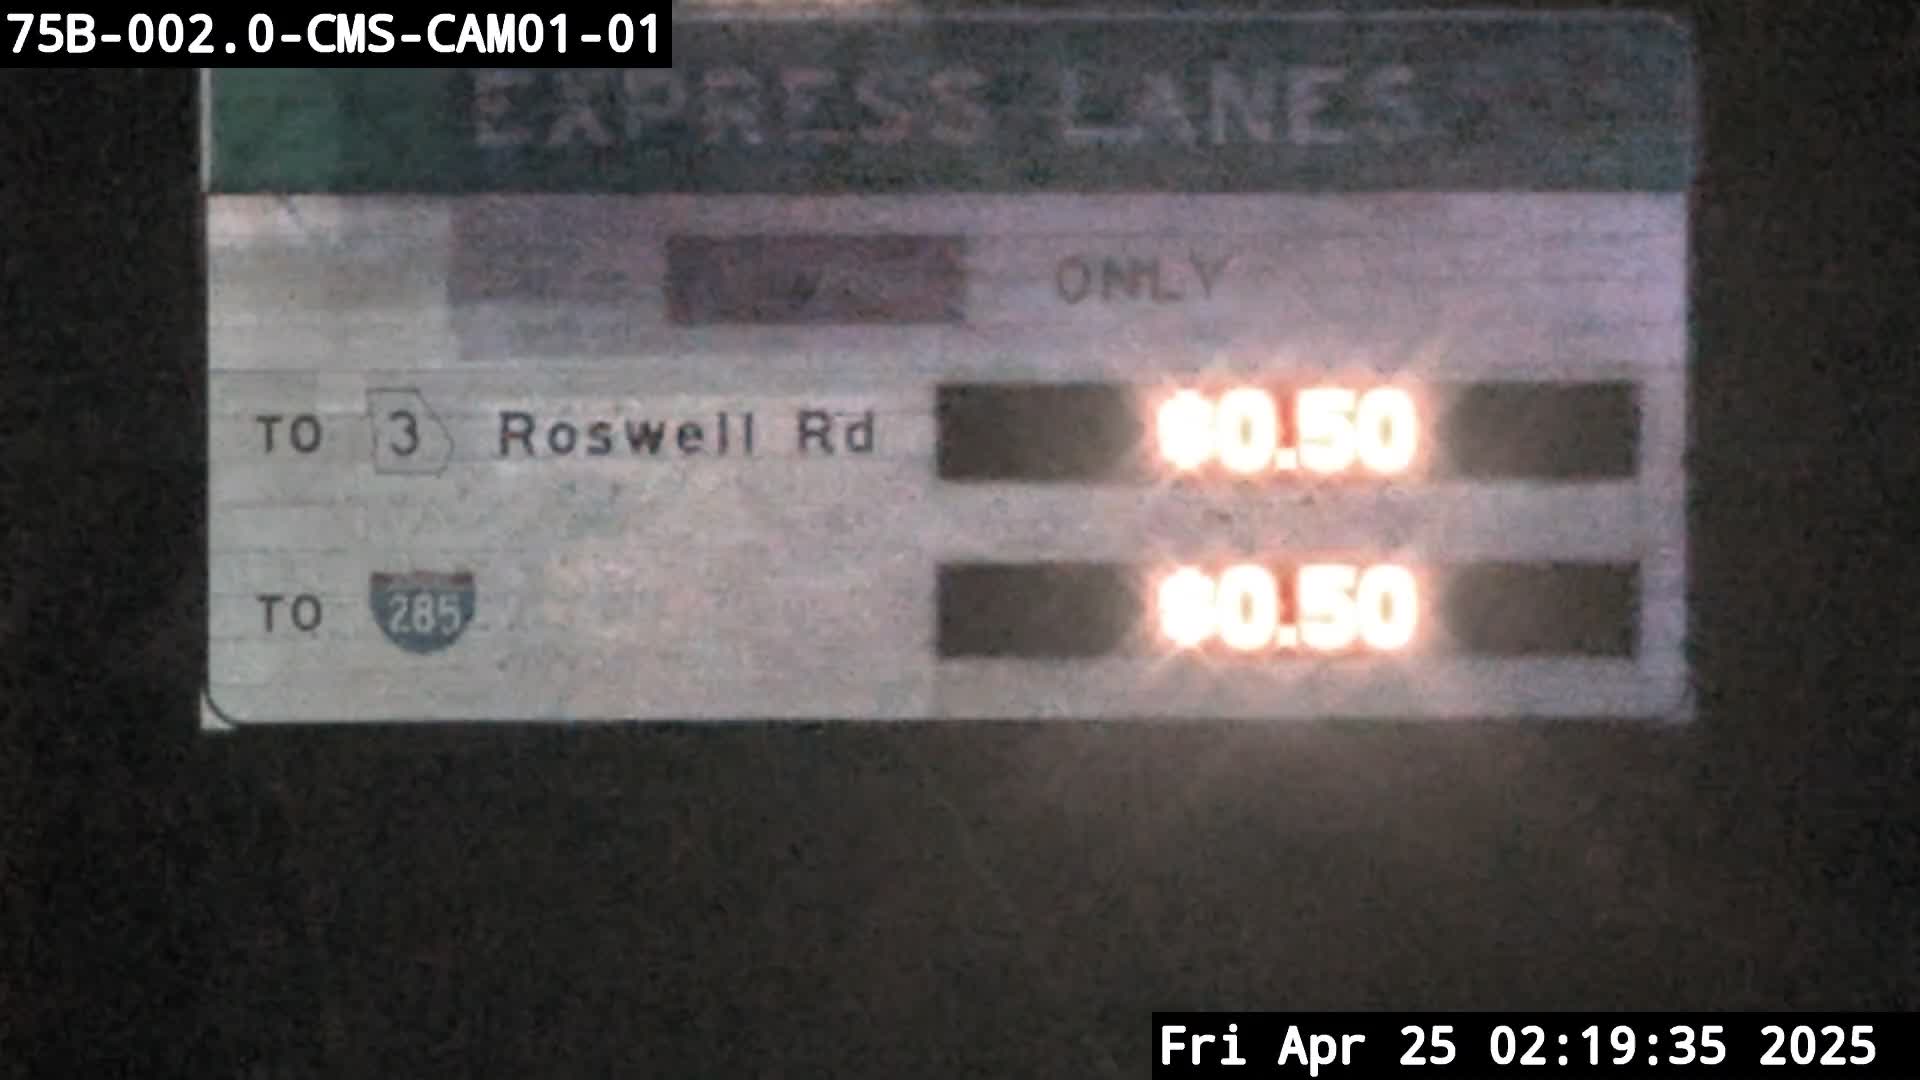 75B-002.0-CMS-CAM01-01
EXPRESS LANES
ONLY
TO 3 Roswell Rd $0.50
TO 285 $0.50
Fri Apr 25 02:19:35 2025